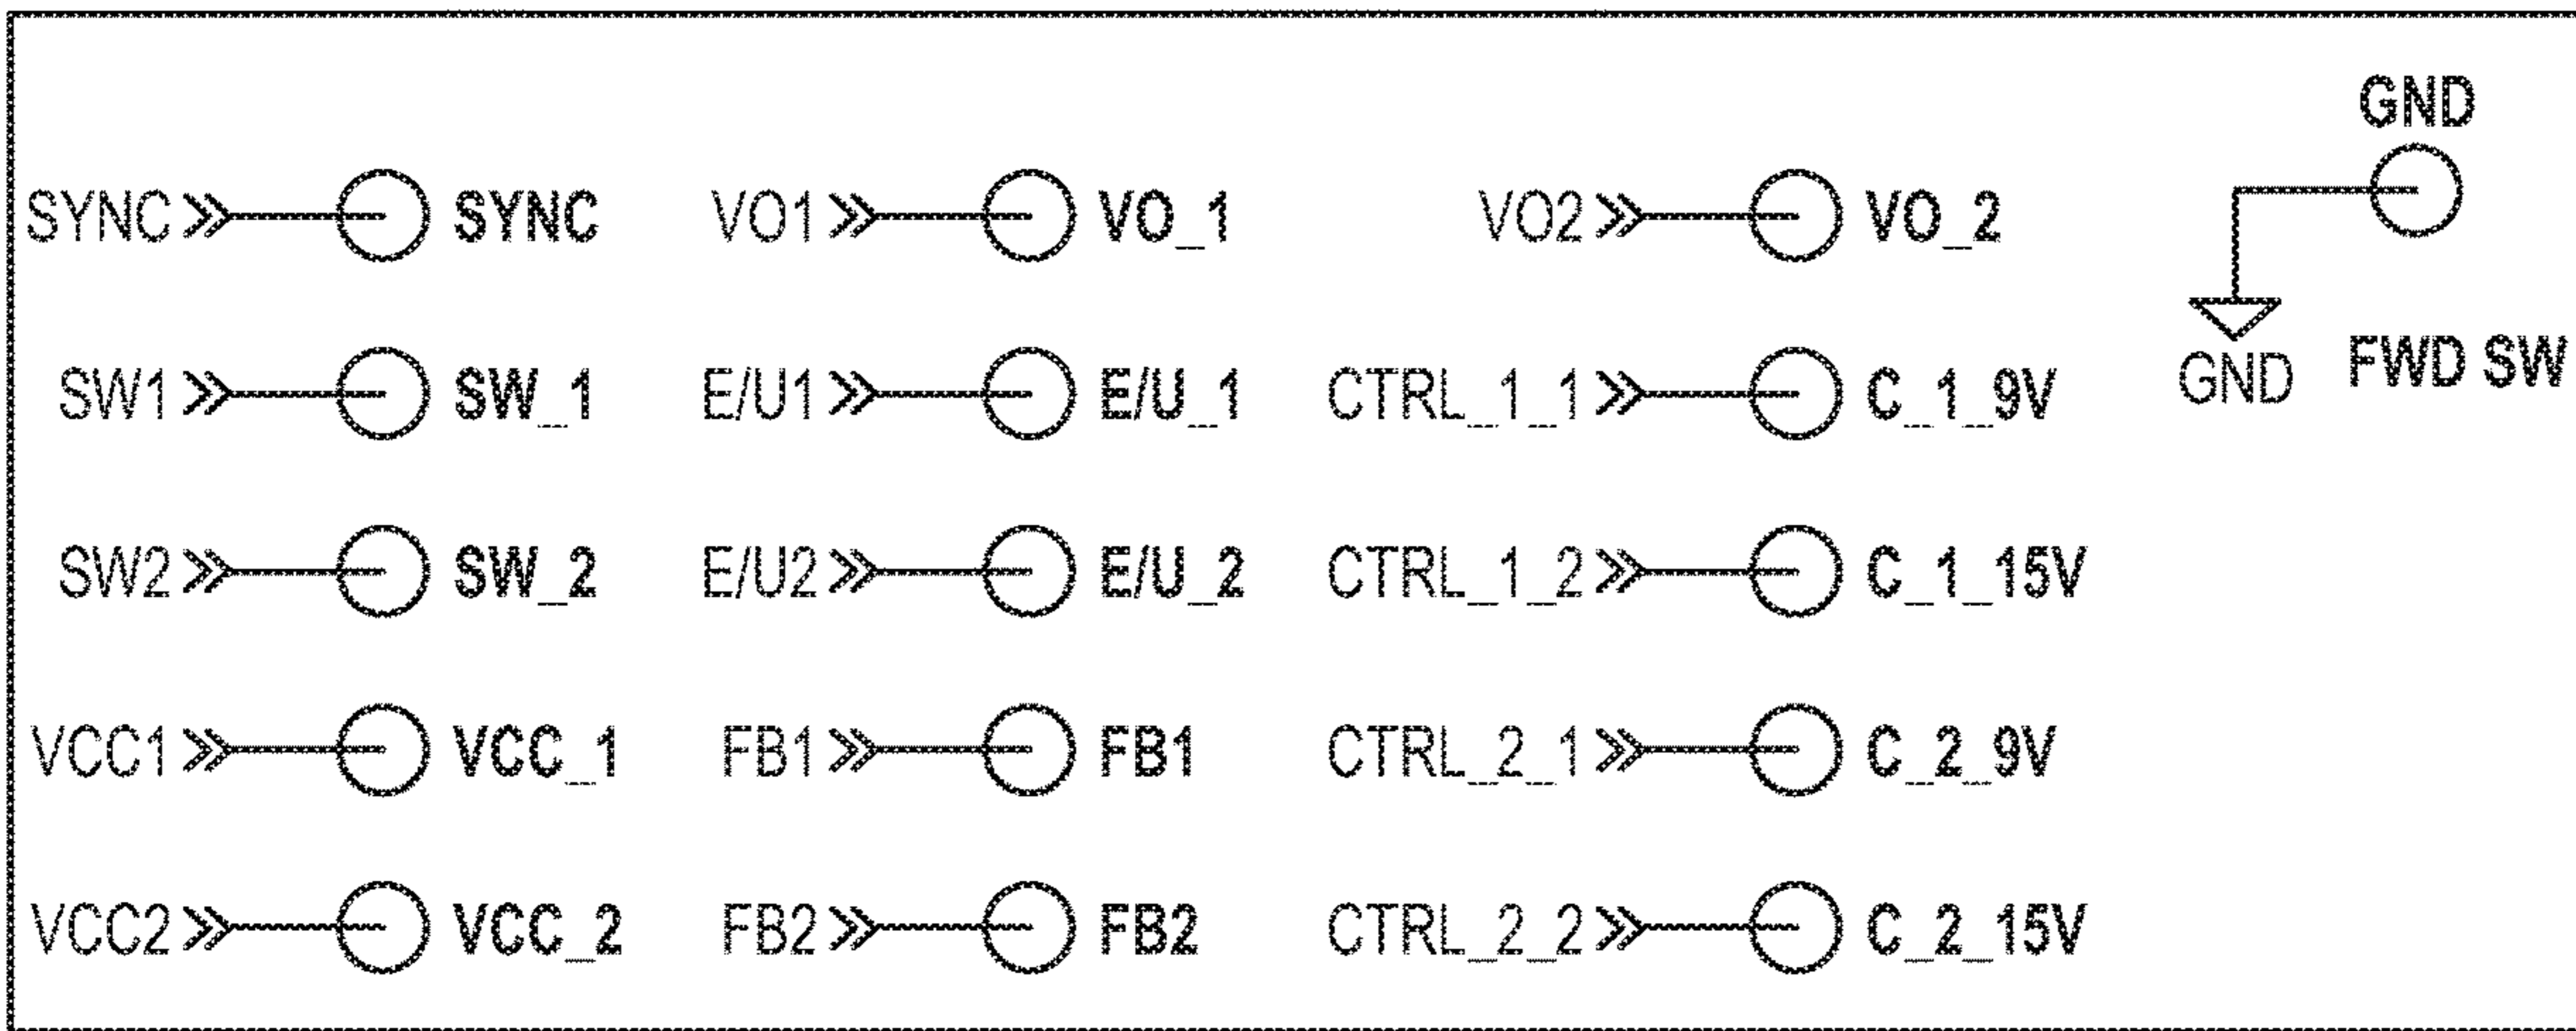 GND
SYNC SYNC VO1 VO_1 VO2 VO_2
SW1 SW_1 E/U1 E/U_1 CTRL_1_1 C_1_9V GND FWD SW
SW2 SW_2 E/U2 E/U_2 CTRL_1_2 C_1_15V
VCC1 VCC_1 FB1 FB1 CTRL_2_1 C_2_9V
VCC2 VCC_2 FB2 FB2 CTRL_2_2 C_2_15V